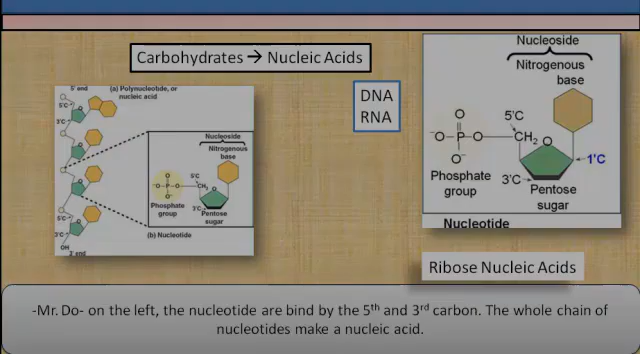 Carbohydrates → Nucleic Acids
5' end
(a) Polynucleotide, or
nucleic acid
5'C
3'C
O
O
O
O
5'C
3'C
OH
3' end
Nucleoside
Nitrogenous
base
O
⁻O-P-O
O⁻
5'C
CH₂
O
3'C
Phosphate
group
Pentose
sugar
(b) Nucleotide
DNA
RNA
Nucleoside
Nitrogenous
base
O
⁻O-P-O
O⁻
5'C
CH₂
O
1'C
3'C
Phosphate
group
Pentose
sugar
Nucleotide
Ribose Nucleic Acids
-Mr. Do- on the left, the nucleotide are bind by the 5th and 3rd carbon. The whole chain of
nucleotides make a nucleic acid.